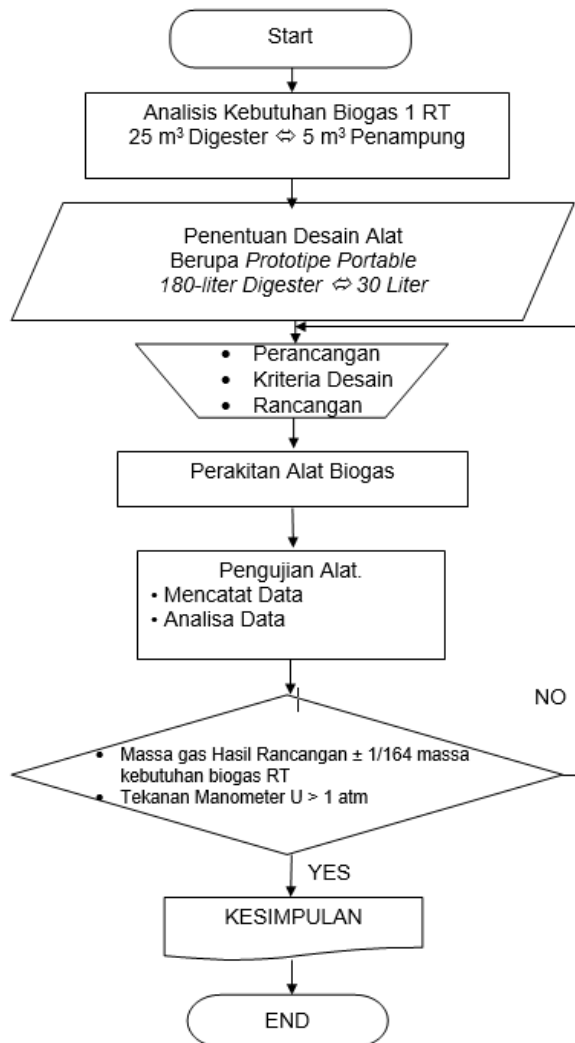 Start
Analisis Kebutuhan Biogas 1 RT
25 m³ Digester ⇔ 5 m³ Penampung
Penentuan Desain Alat
Berupa Prototipe Portable
180-liter Digester ⇔ 30 Liter
• Perancangan
• Kriteria Desain
• Rancangan
Perakitan Alat Biogas
Pengujian Alat.
• Mencatat Data
• Analisa Data
NO
• Massa gas Hasil Rancangan ± 1/164 massa
kebutuhan biogas RT
• Tekanan Manometer U > 1 atm
YES
KESIMPULAN
END